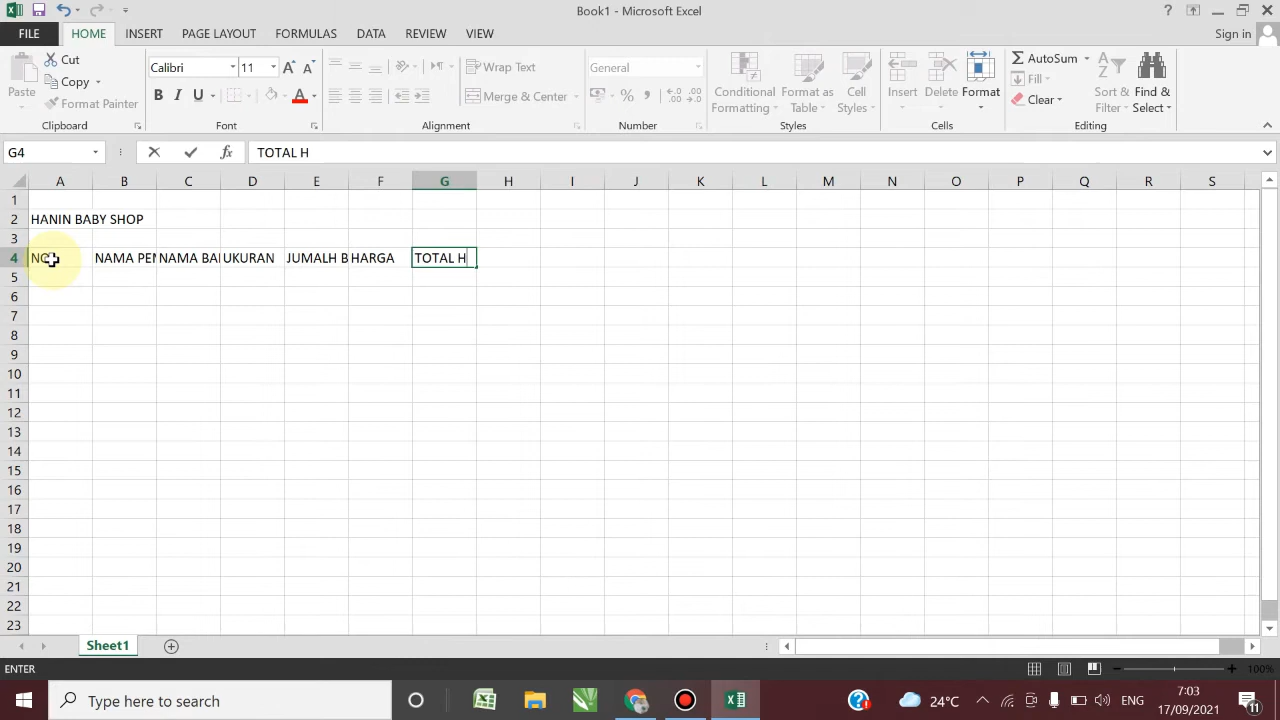 Book1 - Microsoft Excel
?
FILE HOME INSERT PAGE LAYOUT FORMULAS DATA REVIEW VIEW Sign in
Paste Cut Copy Format Painter
Clipboard
Calibri 11
B I U A
Font
Wrap Text
Merge & Center
Alignment
General
%
Number
Conditional Formatting
Format as Table
Cell Styles
Styles
Insert Delete Format
Cells
AutoSum
Fill
Clear
Sort & Filter
Find & Select
Editing
G4 fx TOTAL H
A B C D E F G H I J K L M N O P Q R S
1
2 HANIN BABY SHOP
3
4 NO NAMA PEM NAMA BAI UKURAN JUMALH B HARGA TOTAL H
5
6
7
8
9
10
11
12
13
14
15
16
17
18
19
20
21
22
23
Sheet1
ENTER 100%
Type here to search 24°C ENG 7:03 17/09/2021 11